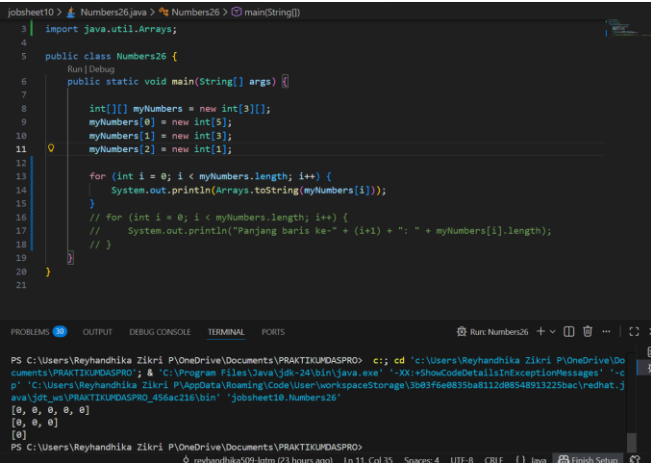 jobsheet10 > Numbers26.java > Numbers26 > main(String[])
3 import java.util.Arrays;
4
5 public class Numbers26 {
Run | Debug
6 public static void main(String[] args) {
7
8 int[][] myNumbers = new int[3][];
9 myNumbers[0] = new int[5];
10 myNumbers[1] = new int[3];
11 myNumbers[2] = new int[1];
12
13 for (int i = 0; i < myNumbers.length; i++) {
14 System.out.println(Arrays.toString(myNumbers[i]));
15 }
16 // for (int i = 0; i < myNumbers.length; i++) {
17 // System.out.println("Panjang baris ke-" + (i+1) + ": " + myNumbers[i].length);
18 // }
19 }
20 }
21
PROBLEMS 30 OUTPUT DEBUG CONSOLE TERMINAL PORTS Run: Numbers26
PS C:\Users\Reyhandhika Zikri P\OneDrive\Documents\PRAKTIKUMDASPRO> c:; cd 'c:\Users\Reyhandhika Zikri P\OneDrive\Do
cuments\PRAKTIKUMDASPRO'; & 'C:\Program Files\Java\jdk-24\bin\java.exe' '-XX:+ShowCodeDetailsInExceptionMessages' '-c
p' 'C:\Users\Reyhandhika Zikri P\AppData\Roaming\Code\User\workspaceStorage\3b03f6e0835ba8112d08548913225bac\redhat.j
ava\jdt_ws\PRAKTIKUMDASPRO_456ac216\bin' 'jobsheet10.Numbers26'
[0, 0, 0, 0, 0]
[0, 0, 0]
[0]
PS C:\Users\Reyhandhika Zikri P\OneDrive\Documents\PRAKTIKUMDASPRO>
(23 hours ago) Ln 11, Col 35 Spaces: 4 UTF-8 CRLF {} Java Finish Setup